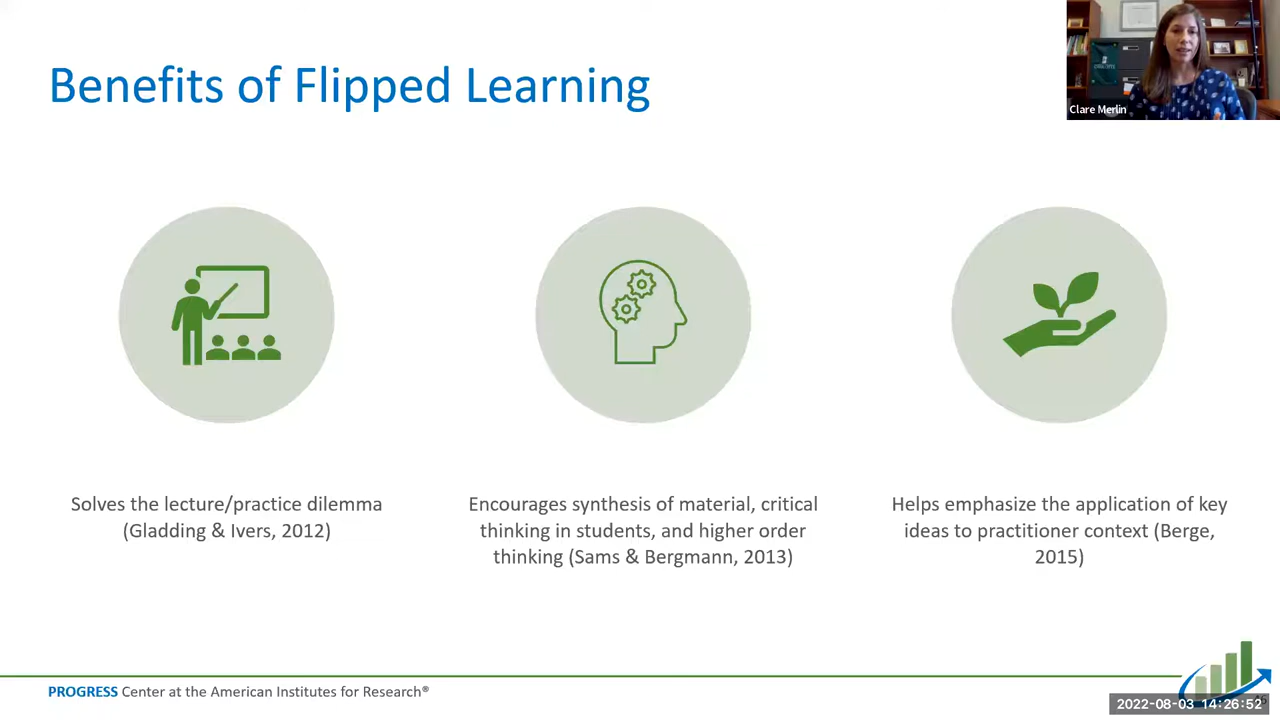 Benefits of Flipped Learning
Clare Merlin
Solves the lecture/practice dilemma
(Gladding & Ivers, 2012)
Encourages synthesis of material, critical
thinking in students, and higher order
thinking (Sams & Bergmann, 2013)
Helps emphasize the application of key
ideas to practitioner context (Berge,
2015)
PROGRESS Center at the American Institutes for Research®
2022-08-03 14:26:52